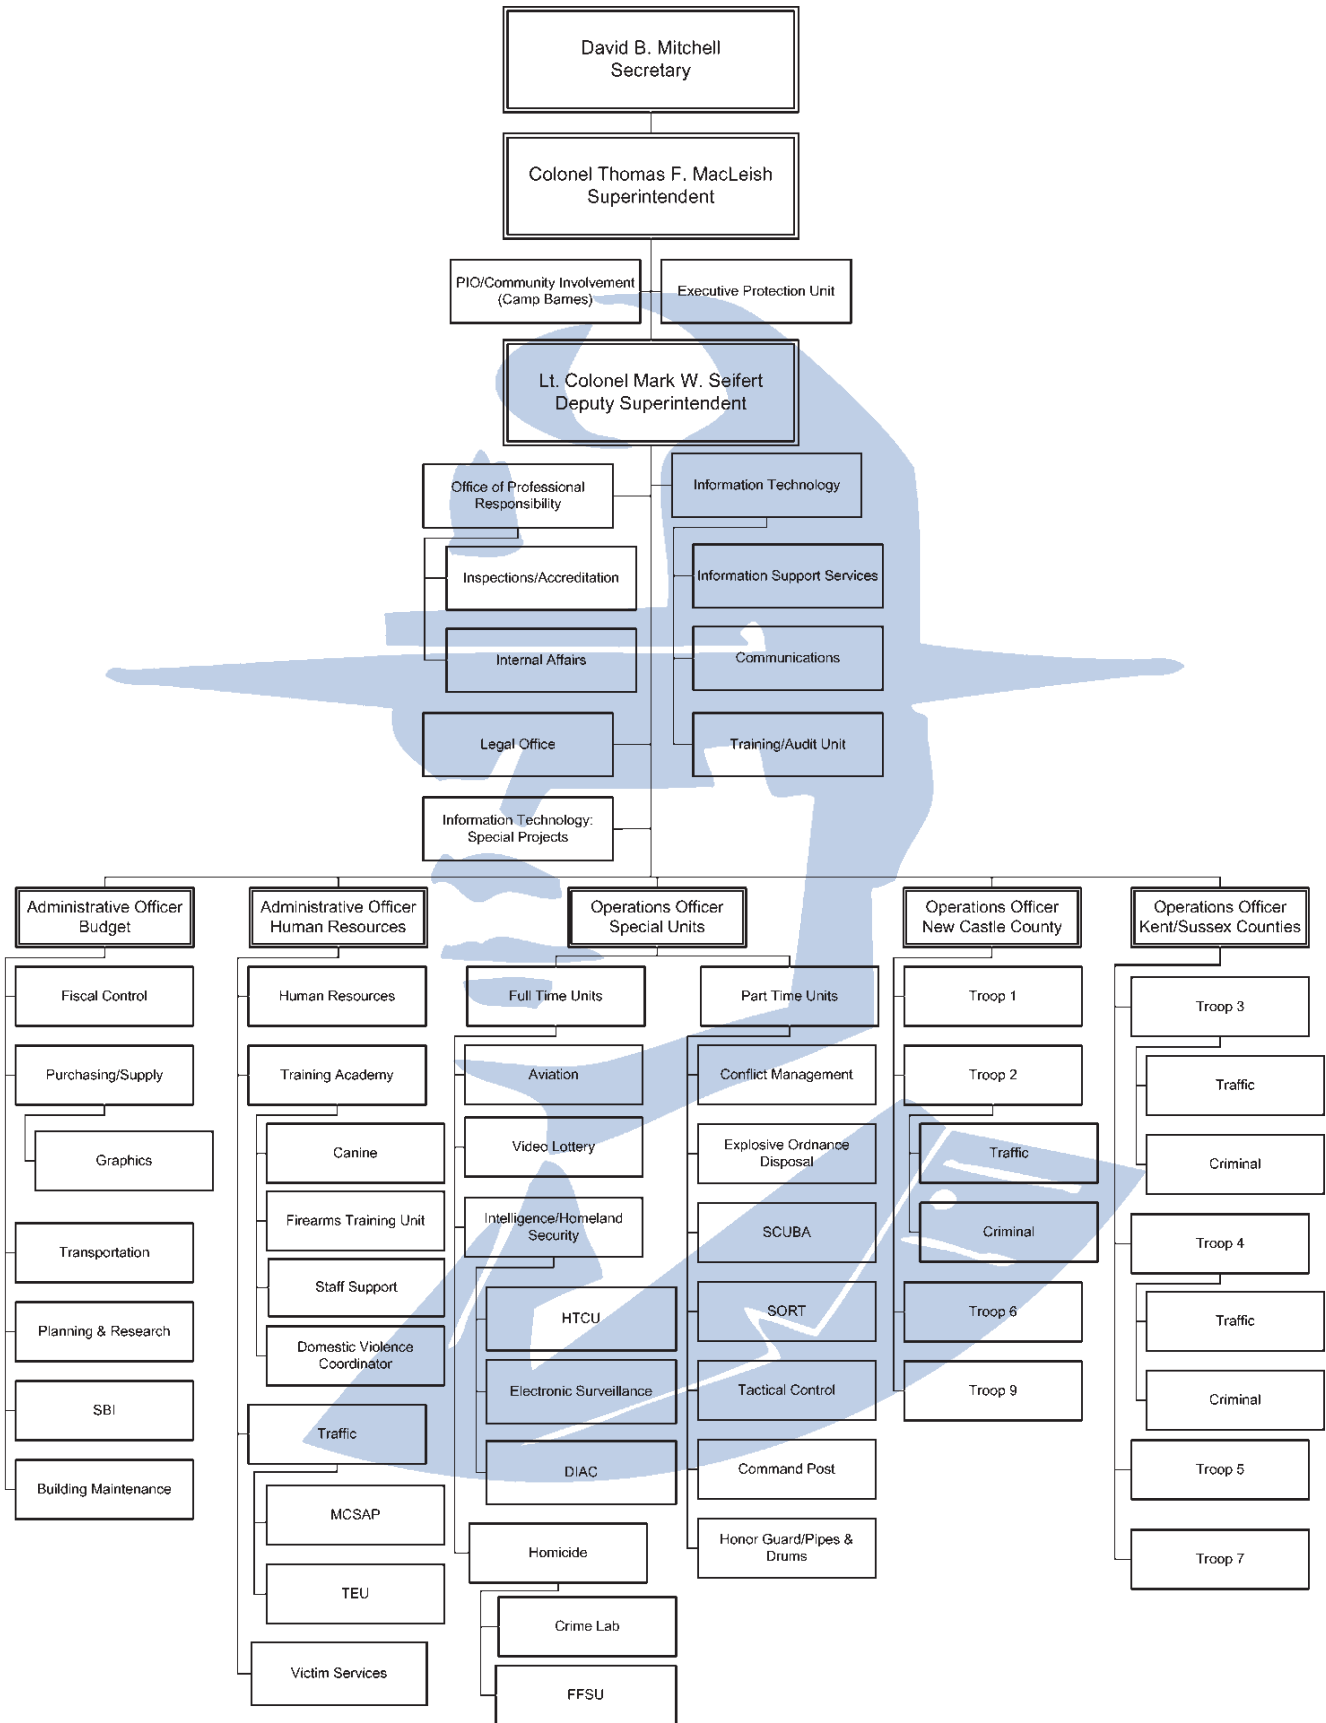 David B. Mitchell
Secretary
Colonel Thomas F. MacLeish
Superintendent
PIO/Community Involvement
(Camp Barnes)
Executive Protection Unit
Lt. Colonel Mark W. Seifert
Deputy Superintendent
Office of Professional
Responsibility
Information Technology
Inspections/Accreditation
Information Support Services
Internal Affairs
Communications
Legal Office
Training/Audit Unit
Information Technology:
Special Projects
Administrative Officer
Budget
Fiscal Control
Purchasing/Supply
Graphics
Transportation
Planning & Research
SBI
Building Maintenance
Administrative Officer
Human Resources
Human Resources
Training Academy
Canine
Firearms Training Unit
Staff Support
Domestic Violence
Coordinator
Traffic
MCSAP
TEU
Victim Services
Operations Officer
Special Units
Full Time Units
Aviation
Video Lottery
Intelligence/Homeland
Security
HTCU
Electronic Surveillance
DIAC
Homicide
Crime Lab
FFSU
Part Time Units
Conflict Management
Explosive Ordnance
Disposal
SCUBA
SORT
Tactical Control
Command Post
Honor Guard/Pipes &
Drums
Operations Officer
New Castle County
Troop 1
Troop 2
Traffic
Criminal
Troop 6
Troop 9
Operations Officer
Kent/Sussex Counties
Troop 3
Traffic
Criminal
Troop 4
Traffic
Criminal
Troop 5
Troop 7